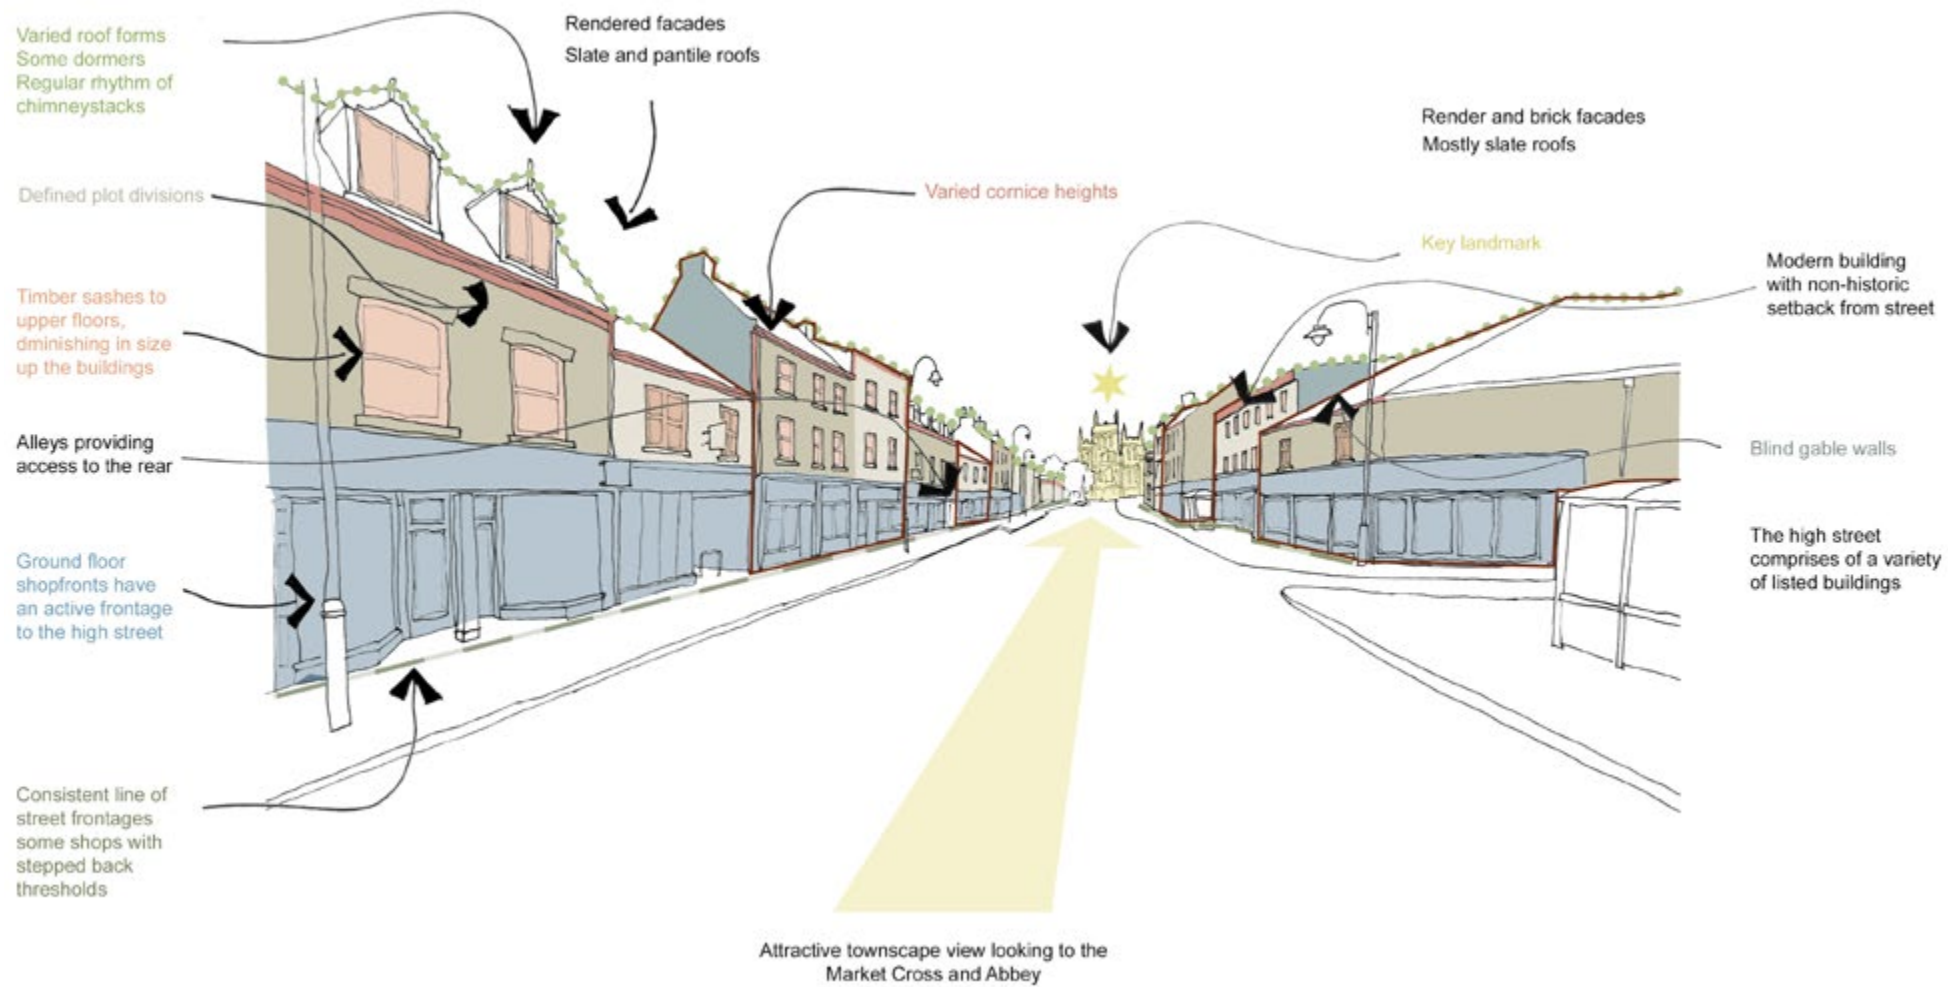 Varied roof forms
Some dormers
Regular rhythm of
chimneystacks
Rendered facades
Slate and pantile roofs
Render and brick facades
Mostly slate roofs
Defined plot divisions
Varied cornice heights
Key landmark
Modern building
with non-historic
setback from street
Timber sashes to
upper floors,
dminishing in size
up the buildings
Alleys providing
access to the rear
Blind gable walls
Ground floor
shopfronts have
an active frontage
to the high street
The high street
comprises of a variety
of listed buildings
Consistent line of
street frontages
some shops with
stepped back
thresholds
Attractive townscape view looking to the
Market Cross and Abbey